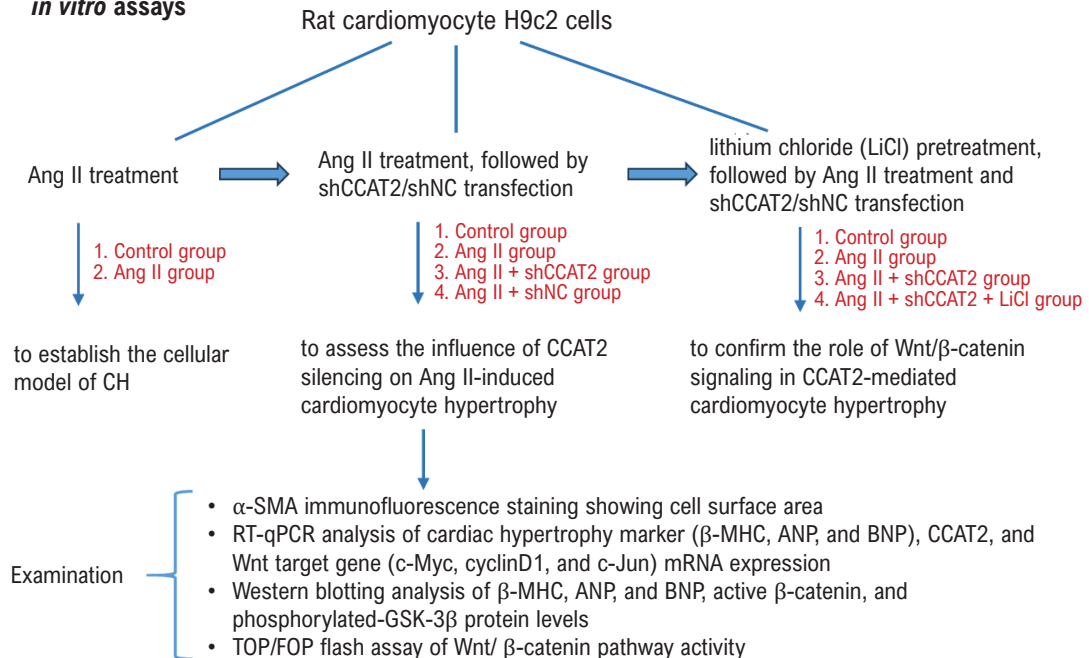 in vitro assays
Rat cardiomyocyte H9c2 cells
Ang II treatment
Ang II treatment, followed by
shCCAT2/shNC transfection
lithium chloride (LiCl) pretreatment,
followed by Ang II treatment and
shCCAT2/shNC transfection
1. Control group
2. Ang II group
1. Control group
2. Ang II group
3. Ang II + shCCAT2 group
4. Ang II + shNC group
1. Control group
2. Ang II group
3. Ang II + shCCAT2 group
4. Ang II + shCCAT2 + LiCl group
to establish the cellular
model of CH
to assess the influence of CCAT2
silencing on Ang II-induced
cardiomyocyte hypertrophy
to confirm the role of Wnt/β-catenin
signaling in CCAT2-mediated
cardiomyocyte hypertrophy
Examination
• α-SMA immunofluorescence staining showing cell surface area
• RT-qPCR analysis of cardiac hypertrophy marker (β-MHC, ANP, and BNP), CCAT2, and
Wnt target gene (c-Myc, cyclinD1, and c-Jun) mRNA expression
• Western blotting analysis of β-MHC, ANP, and BNP, active β-catenin, and
phosphorylated-GSK-3β protein levels
• TOP/FOP flash assay of Wnt/ β-catenin pathway activity